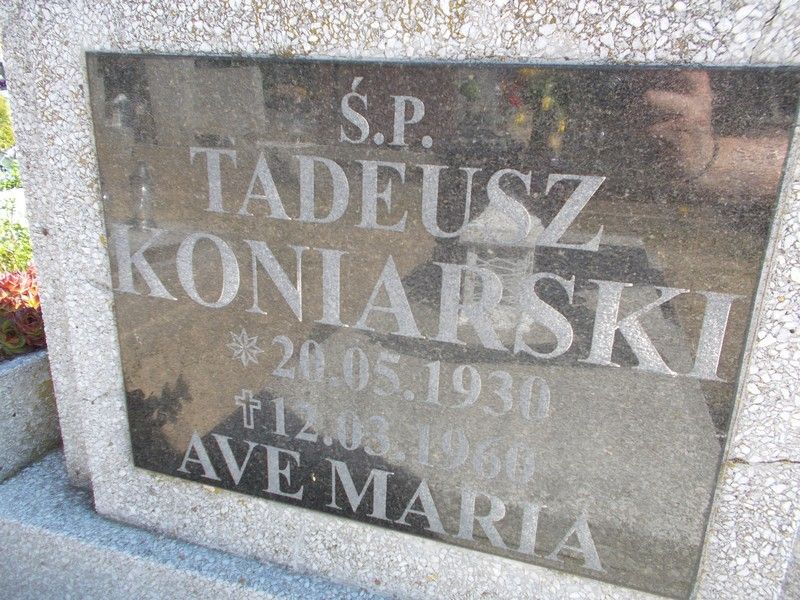 Ś.P.
TADEUSZ
KONIARSKI
* 20.05.1930
† 12.03.1960
AVE MARIA